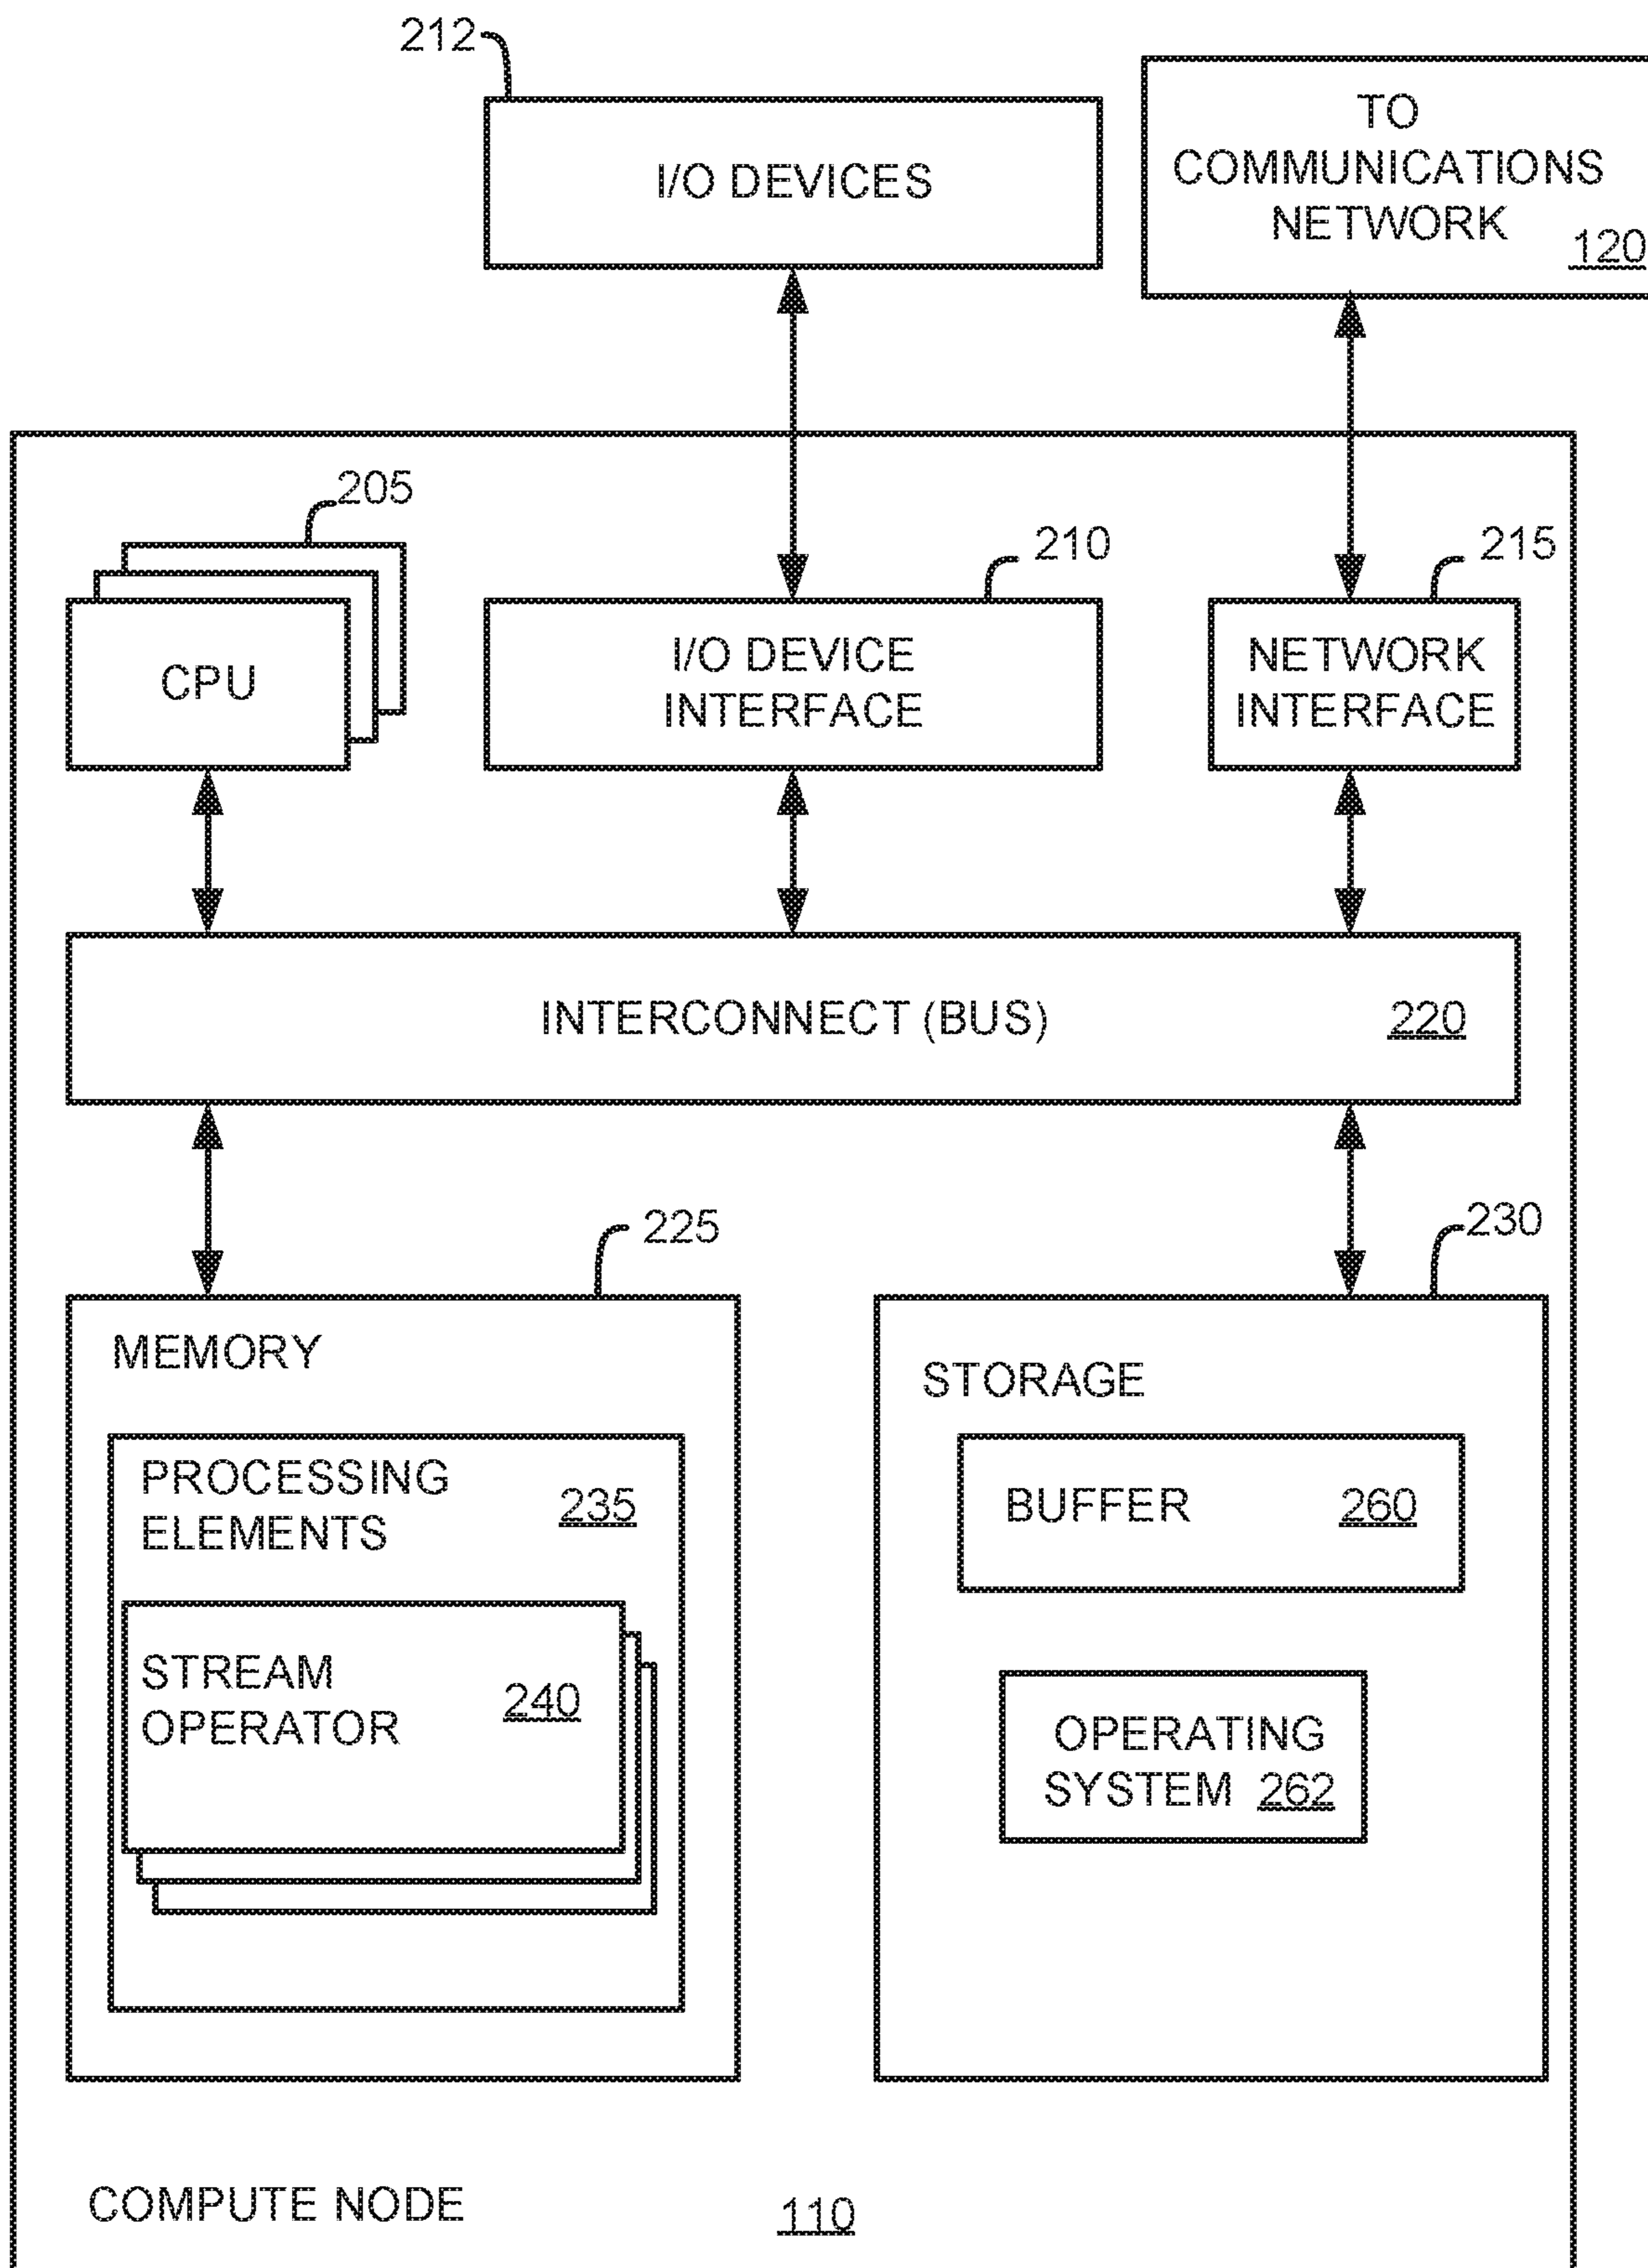 212
I/O DEVICES
TO
COMMUNICATIONS
NETWORK
120
205
CPU
210
I/O DEVICE
INTERFACE
215
NETWORK
INTERFACE
INTERCONNECT (BUS)
220
225
MEMORY
PROCESSING
ELEMENTS
235
STREAM
OPERATOR
240
230
STORAGE
BUFFER
260
OPERATING
SYSTEM 262
COMPUTE NODE
110